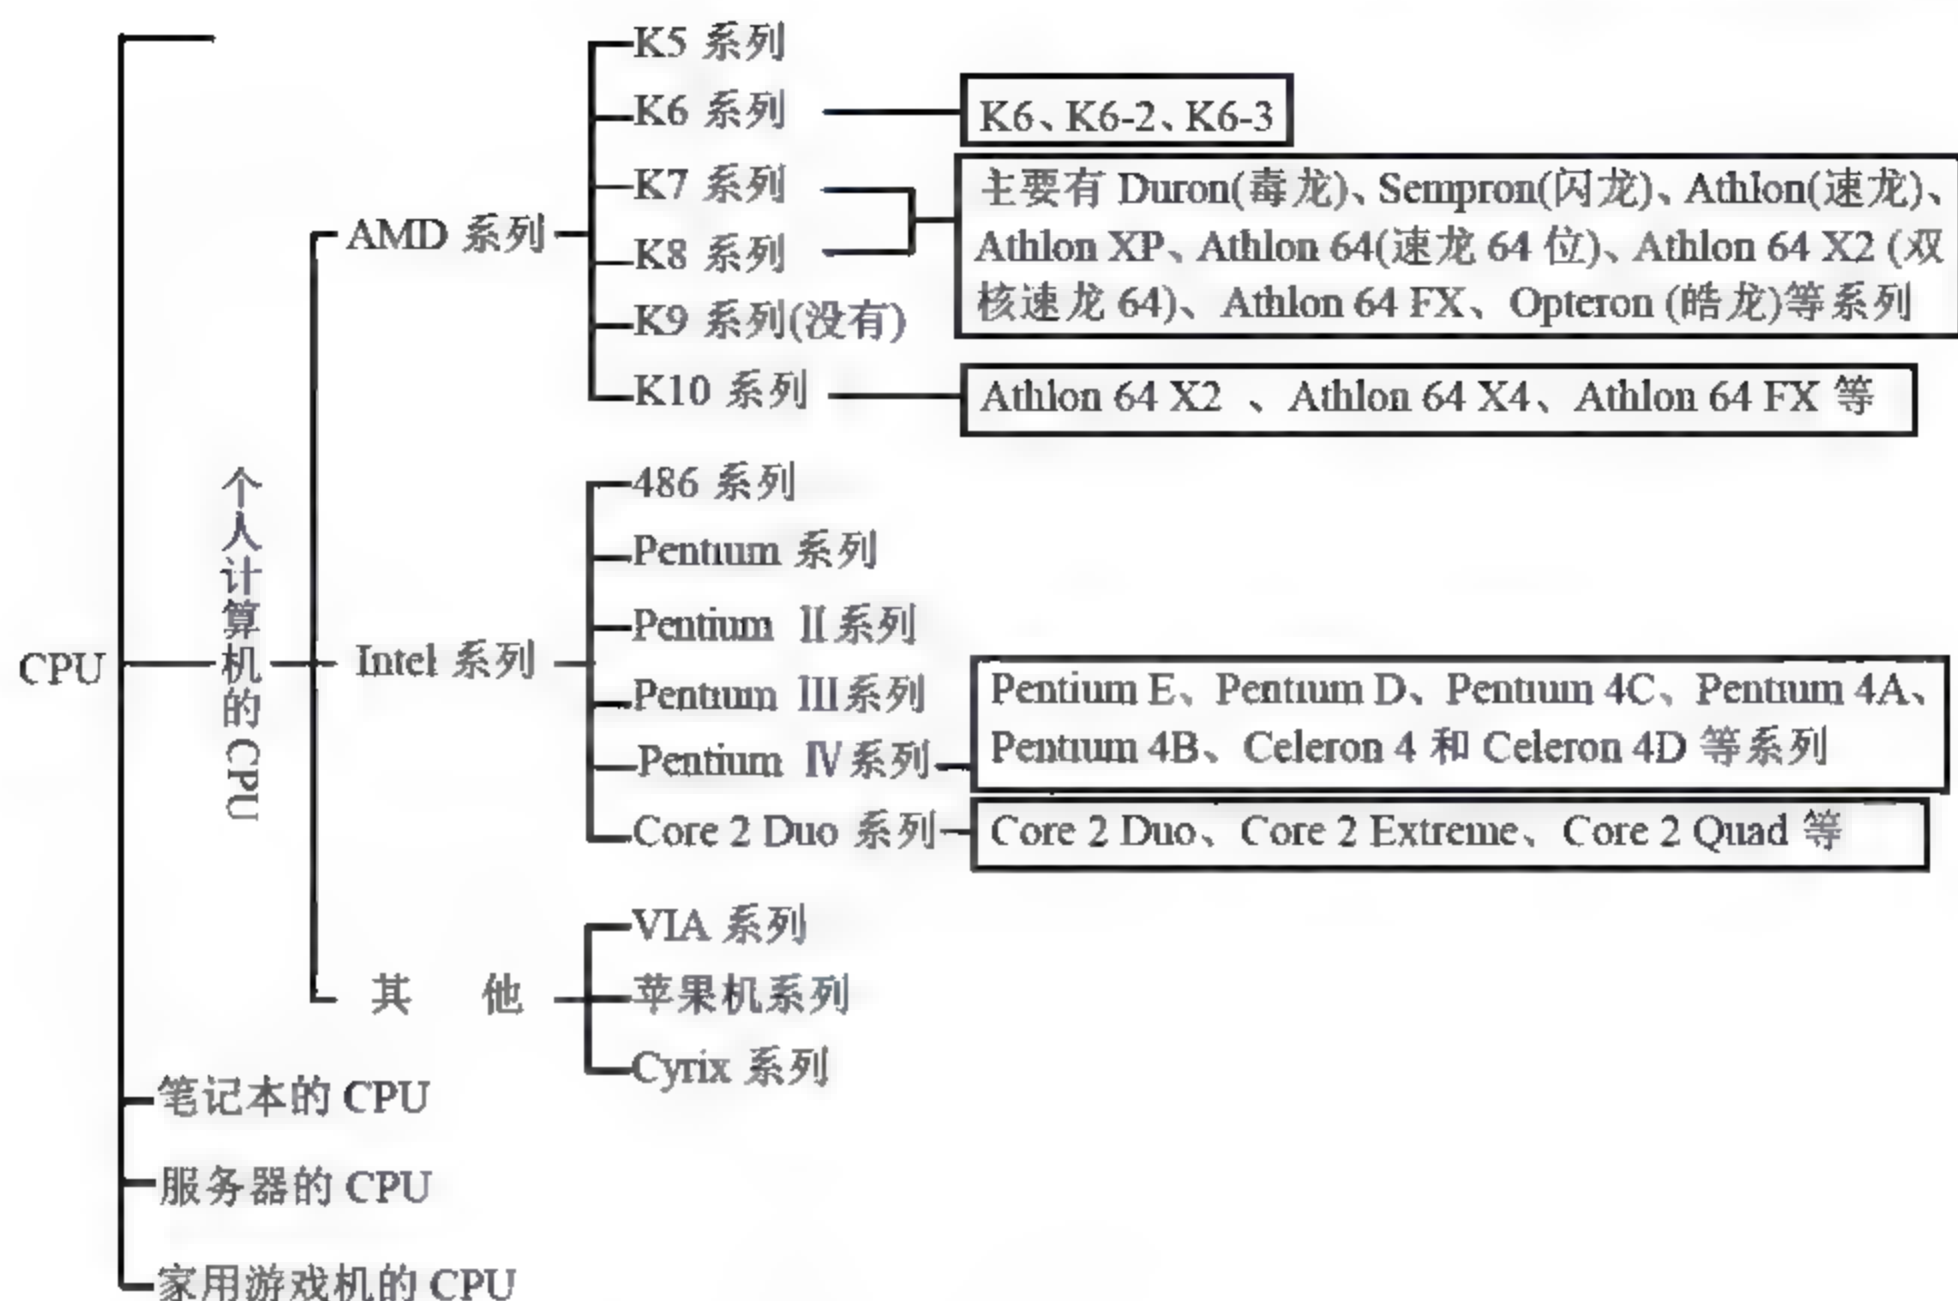 K5 系列
K6 系列
K6、K6-2、K6-3
K7 系列
主要有 Duron(毒龙)、Sempron(闪龙)、Athlon(速龙)、
AMD 系列
K8 系列
Athlon XP、Athlon 64(速龙 64 位)、Athlon 64 X2 (双
核速龙 64)、Athlon 64 FX、Opteron (皓龙)等系列
K9 系列(没有)
K10 系列
Athlon 64 X2 、Athlon 64 X4、Athlon 64 FX 等
486 系列
Pentium 系列
Pentium Ⅱ系列
CPU
个人计算机的 CPU
Intel 系列
Pentium Ⅲ系列
Pentium E、Pentium D、Pentium 4C、Pentium 4A、
Pentium 4B、Celeron 4 和 Celeron 4D 等系列
Pentium Ⅳ系列
Core 2 Duo 系列
Core 2 Duo、Core 2 Extreme、Core 2 Quad 等
VIA 系列
其 他
苹果机系列
Cyrix 系列
笔记本的 CPU
服务器的 CPU
家用游戏机的 CPU